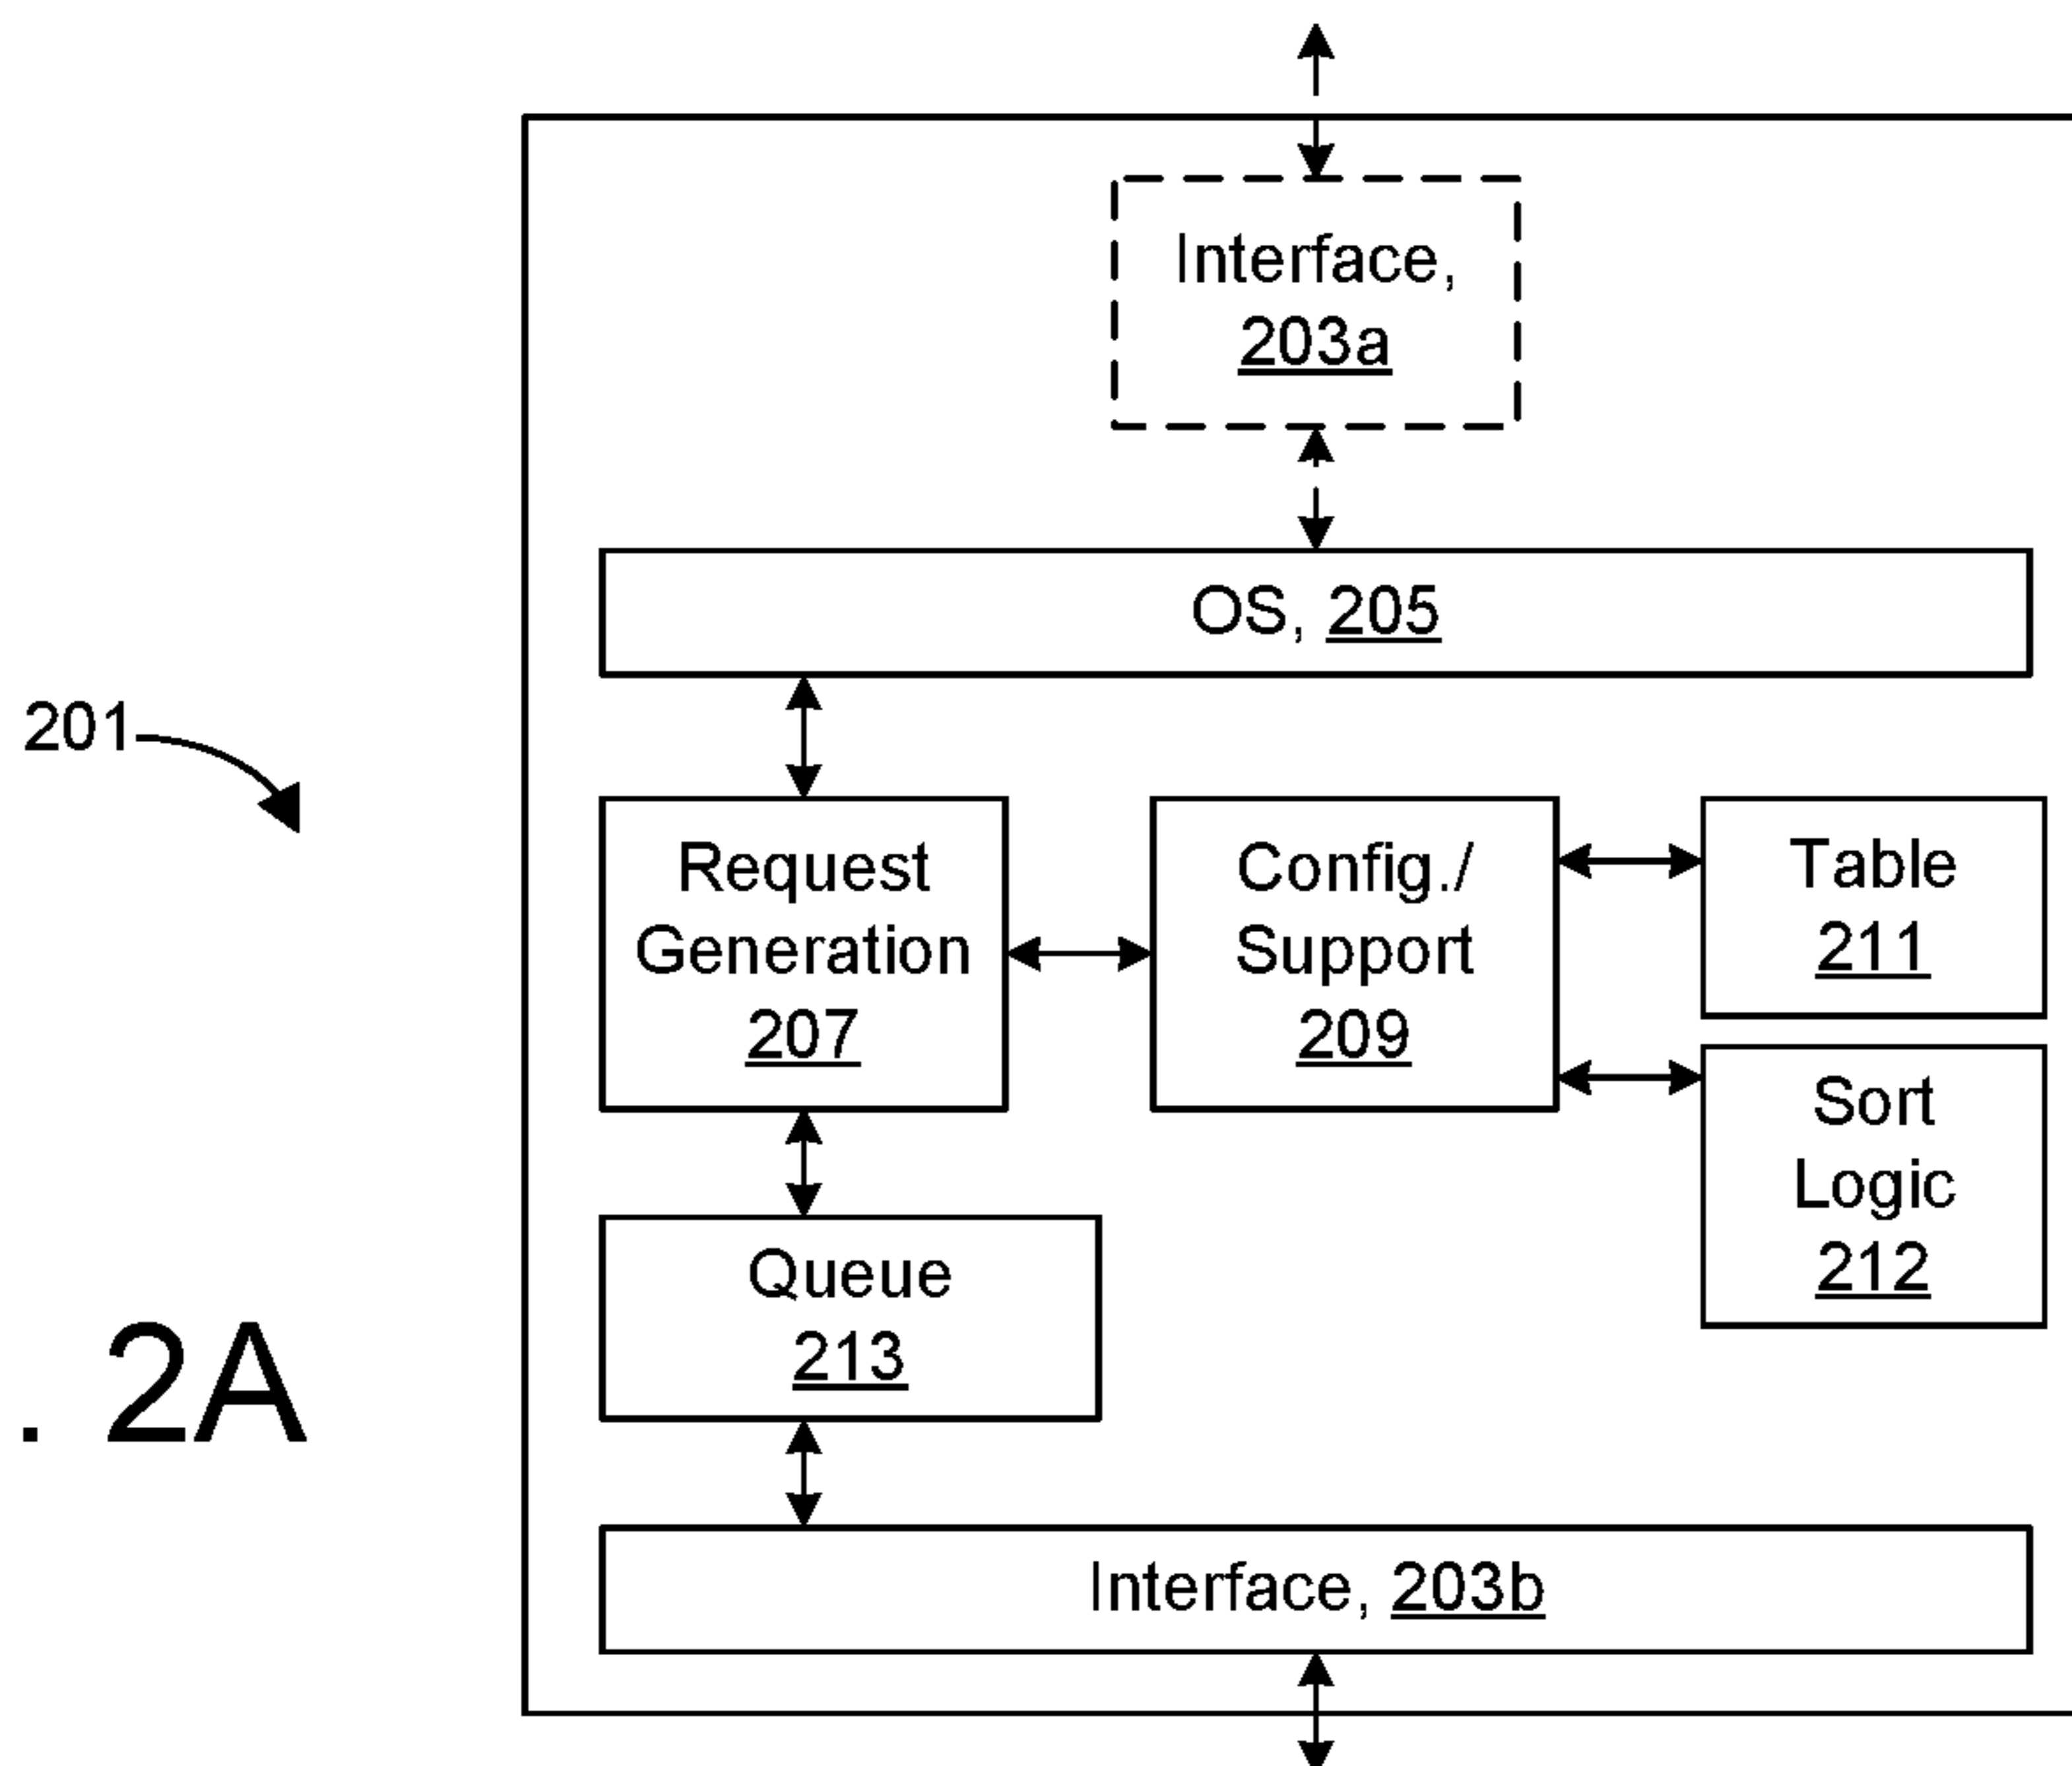 Interface,
203a
OS, 205
201
Request
Generation
207
Config./
Support
209
Table
211
Sort
Logic
212
Queue
213
. 2A
Interface, 203b